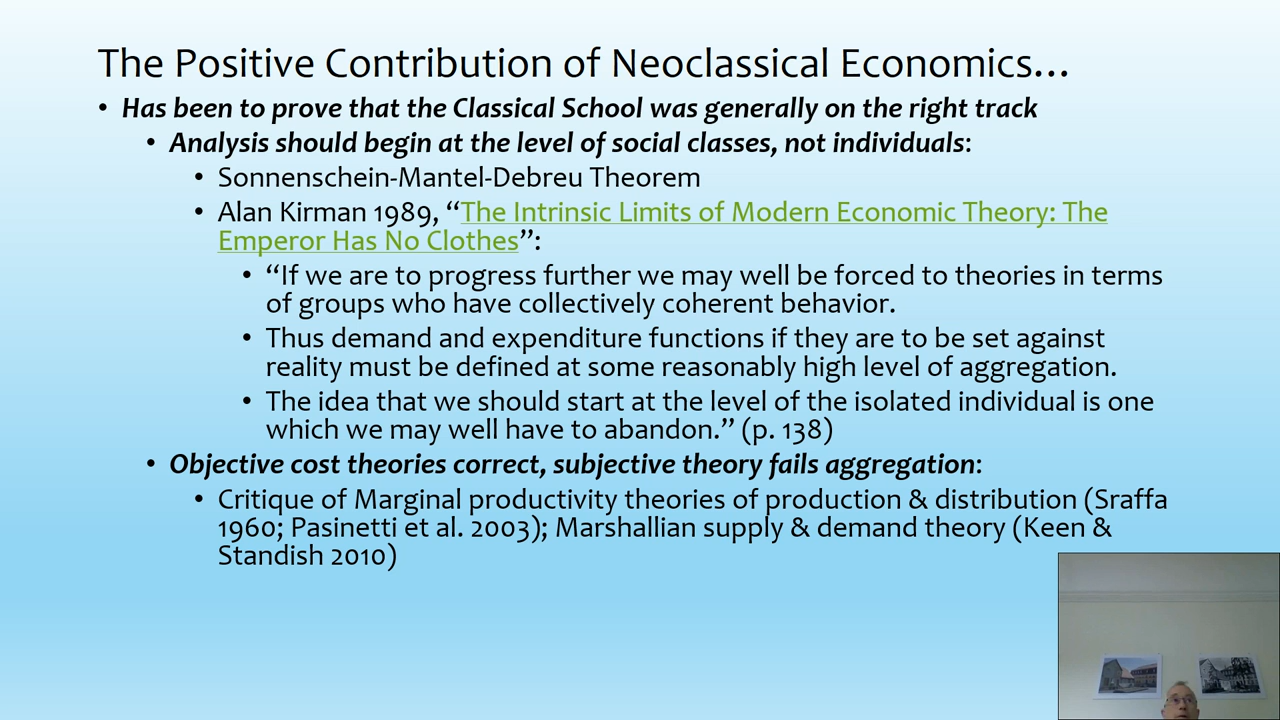 The Positive Contribution of Neoclassical Economics…
• Has been to prove that the Classical School was generally on the right track
• Analysis should begin at the level of social classes, not individuals:
• Sonnenschein-Mantel-Debreu Theorem
• Alan Kirman 1989, “The Intrinsic Limits of Modern Economic Theory: The
Emperor Has No Clothes”:
• “If we are to progress further we may well be forced to theories in terms
of groups who have collectively coherent behavior.
• Thus demand and expenditure functions if they are to be set against
reality must be defined at some reasonably high level of aggregation.
• The idea that we should start at the level of the isolated individual is one
which we may well have to abandon.” (p. 138)
• Objective cost theories correct, subjective theory fails aggregation:
• Critique of Marginal productivity theories of production & distribution (Sraffa
1960; Pasinetti et al. 2003); Marshallian supply & demand theory (Keen &
Standish 2010)